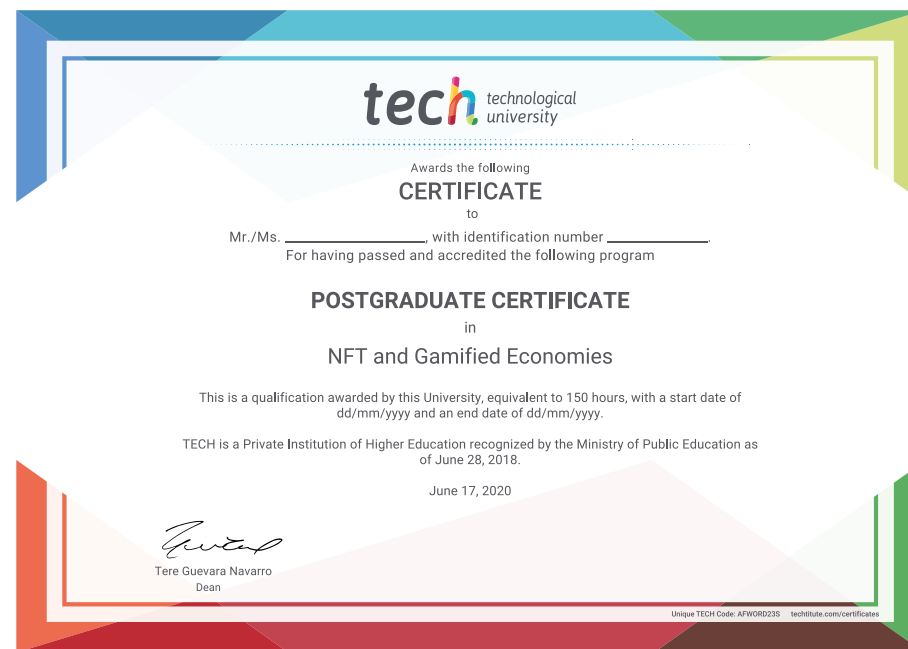 tech technological
university
Awards the following
CERTIFICATE
to
Mr./Ms. ____________________, with identification number _______________.
For having passed and accredited the following program
POSTGRADUATE CERTIFICATE
in
NFT and Gamified Economies
This is a qualification awarded by this University, equivalent to 150 hours, with a start date of
dd/mm/yyyy and an end date of dd/mm/yyyy.
TECH is a Private Institution of Higher Education recognized by the Ministry of Public Education as
of June 28, 2018.
June 17, 2020
Tere Guevara Navarro
Dean
Unique TECH Code: AFWORD23S techtitute.com/certificates